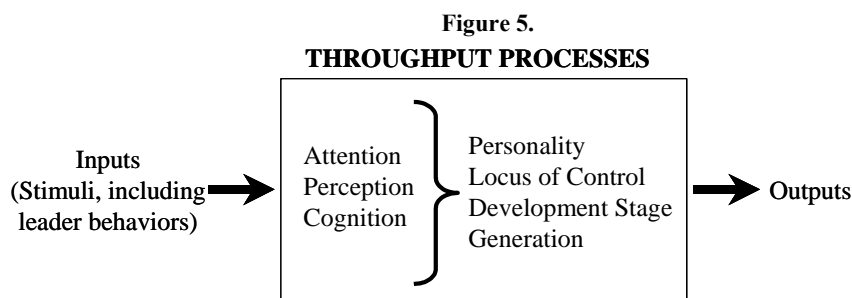 Figure 5.
THROUGHPUT PROCESSES
Inputs
(Stimuli, including
leader behaviors)
Attention
Perception
Cognition
Personality
Locus of Control
Development Stage
Generation
Outputs